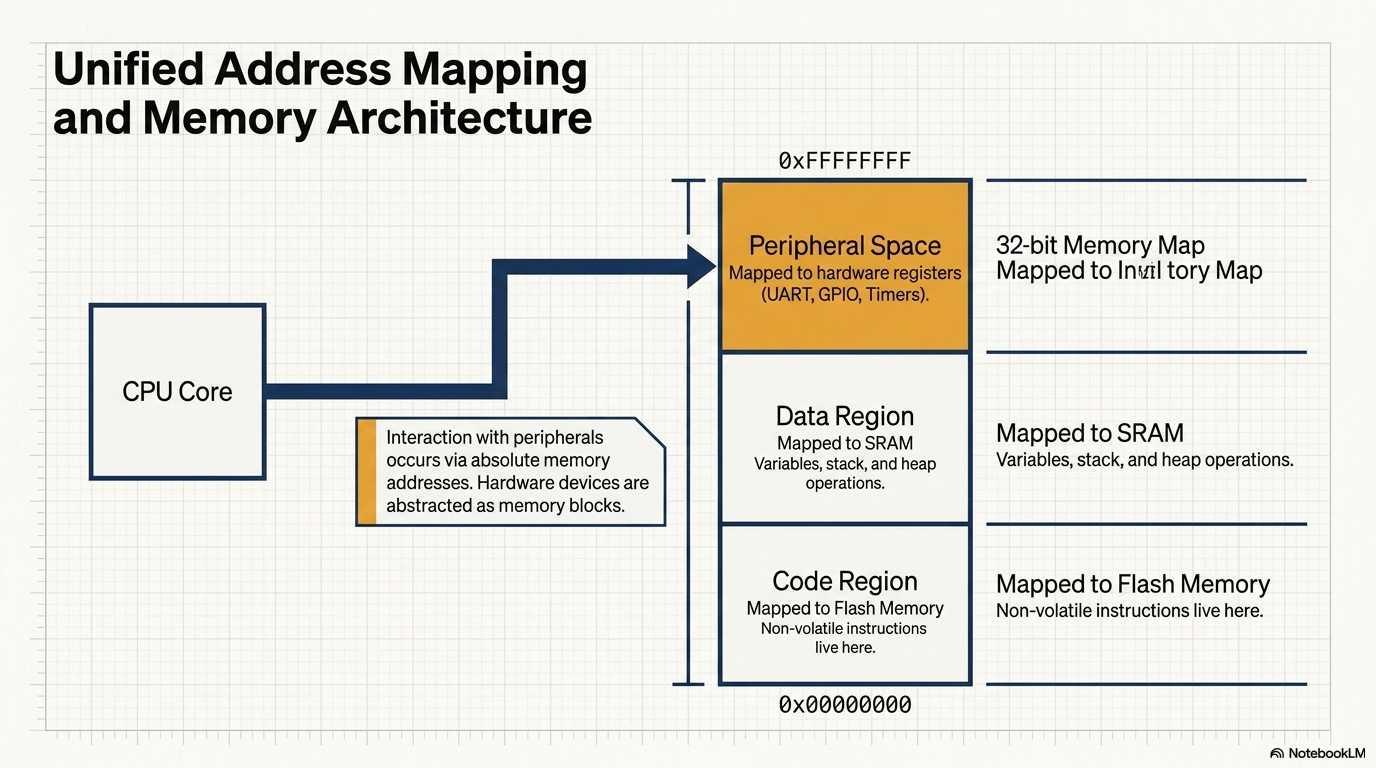 Unified Address Mapping
and Memory Architecture
0xFFFFFFFF
CPU Core
Interaction with peripherals
occurs via absolute memory
addresses. Hardware devices are
abstracted as memory blocks.
Peripheral Space
Mapped to hardware registers
(UART, GPIO, Timers).
32-bit Memory Map
Mapped to tory Map
Data Region
Mapped to SRAM
Variables, stack, and heap
operations.
Mapped to SRAM
Variables, stack, and heap operations.
Code Region
Mapped to Flash Memory
Non-volatile instructions
live here.
Mapped to Flash Memory
Non-volatile instructions live here.
0x00000000
NotebookLM